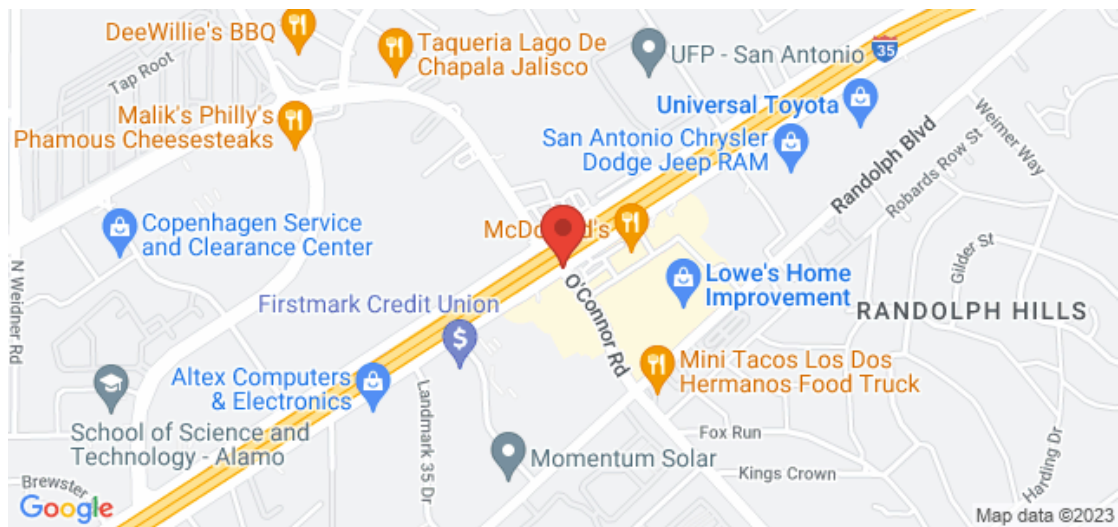 DeeWillie's BBQ
Tap Root
Taqueria Lago De
Chapala Jalisco
UFP - San Antonio
35
Malik's Philly's
Phamous Cheesesteaks
Universal Toyota
San Antonio Chrysler
Dodge Jeep RAM
Randolph Blvd
Weimer Way
Robards Row St
Copenhagen Service
and Clearance Center
McDonald's
Gilder St
N Weidner Rd
Firstmark Credit Union
O'Connor Rd
Lowe's Home
Improvement
RANDOLPH HILLS
Altex Computers
& Electronics
Landmark 35 Dr
Mini Tacos Los Dos
Hermanos Food Truck
School of Science and
Technology - Alamo
Fox Run
Momentum Solar
Kings Crown
Harding Dr
Brewster
Google
Map data ©2023